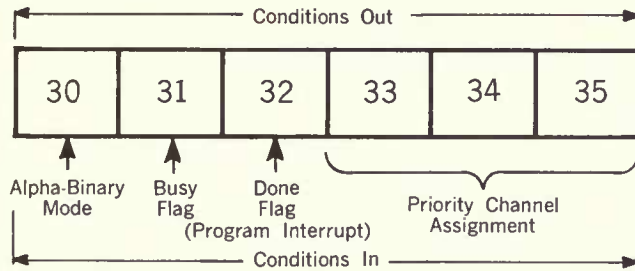 Conditions Out
30 31 32 33 34 35
Alpha-Binary
Mode
Busy
Flag
Done
Flag
(Program Interrupt)
Priority Channel
Assignment
Conditions In